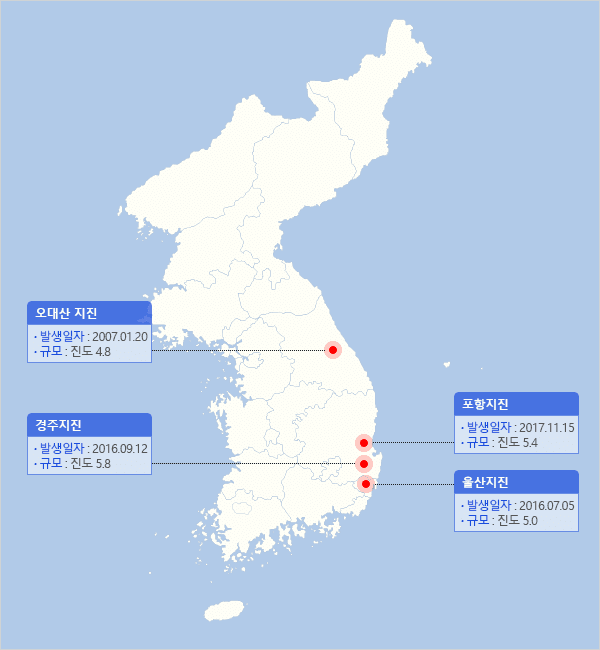 오대산 지진
· 발생일자 : 2007.01.20
· 규모 : 진도 4.8
경주지진
· 발생일자 : 2016.09.12
· 규모 : 진도 5.8
포항지진
· 발생일자 : 2017.11.15
· 규모 : 진도 5.4
울산지진
· 발생일자 : 2016.07.05
· 규모 : 진도 5.0